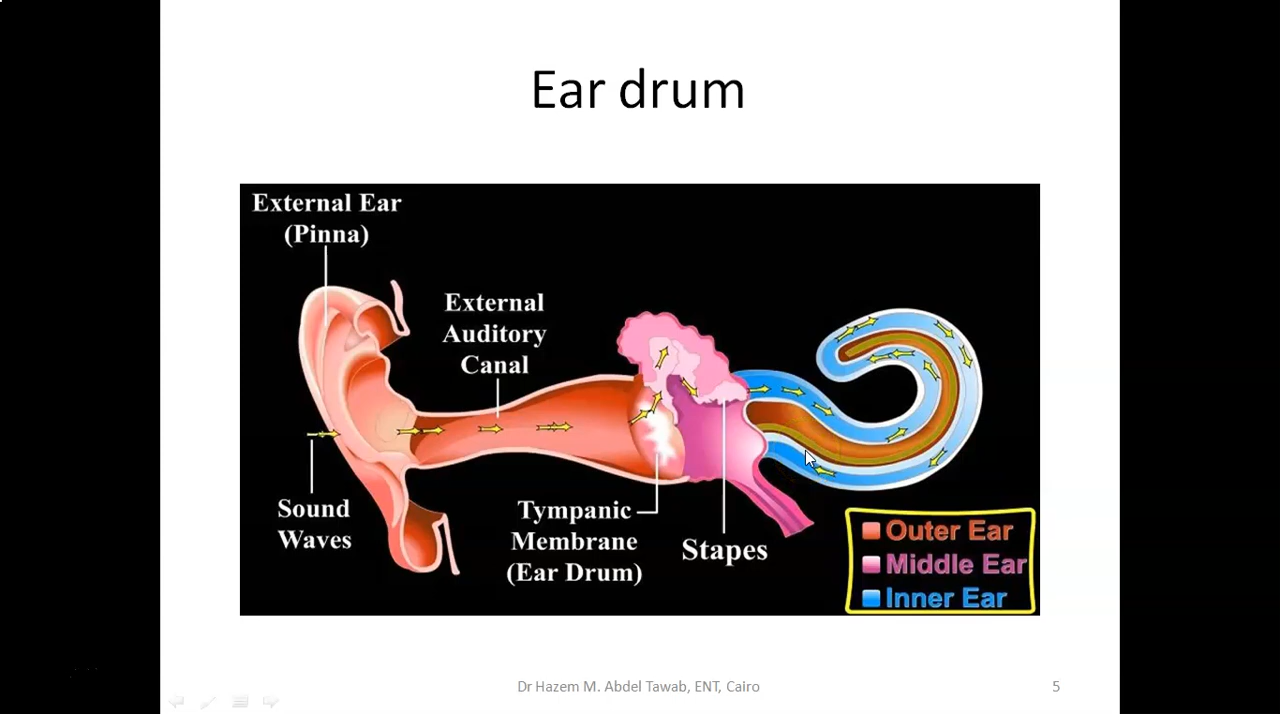 Ear drum
External Ear
(Pinna)
External
Auditory
Canal
Sound
Waves
Tympanic
Membrane
(Ear Drum)
Stapes
Outer Ear
Middle Ear
Inner Ear
Dr Hazem M. Abdel Tawab, ENT, Cairo
5